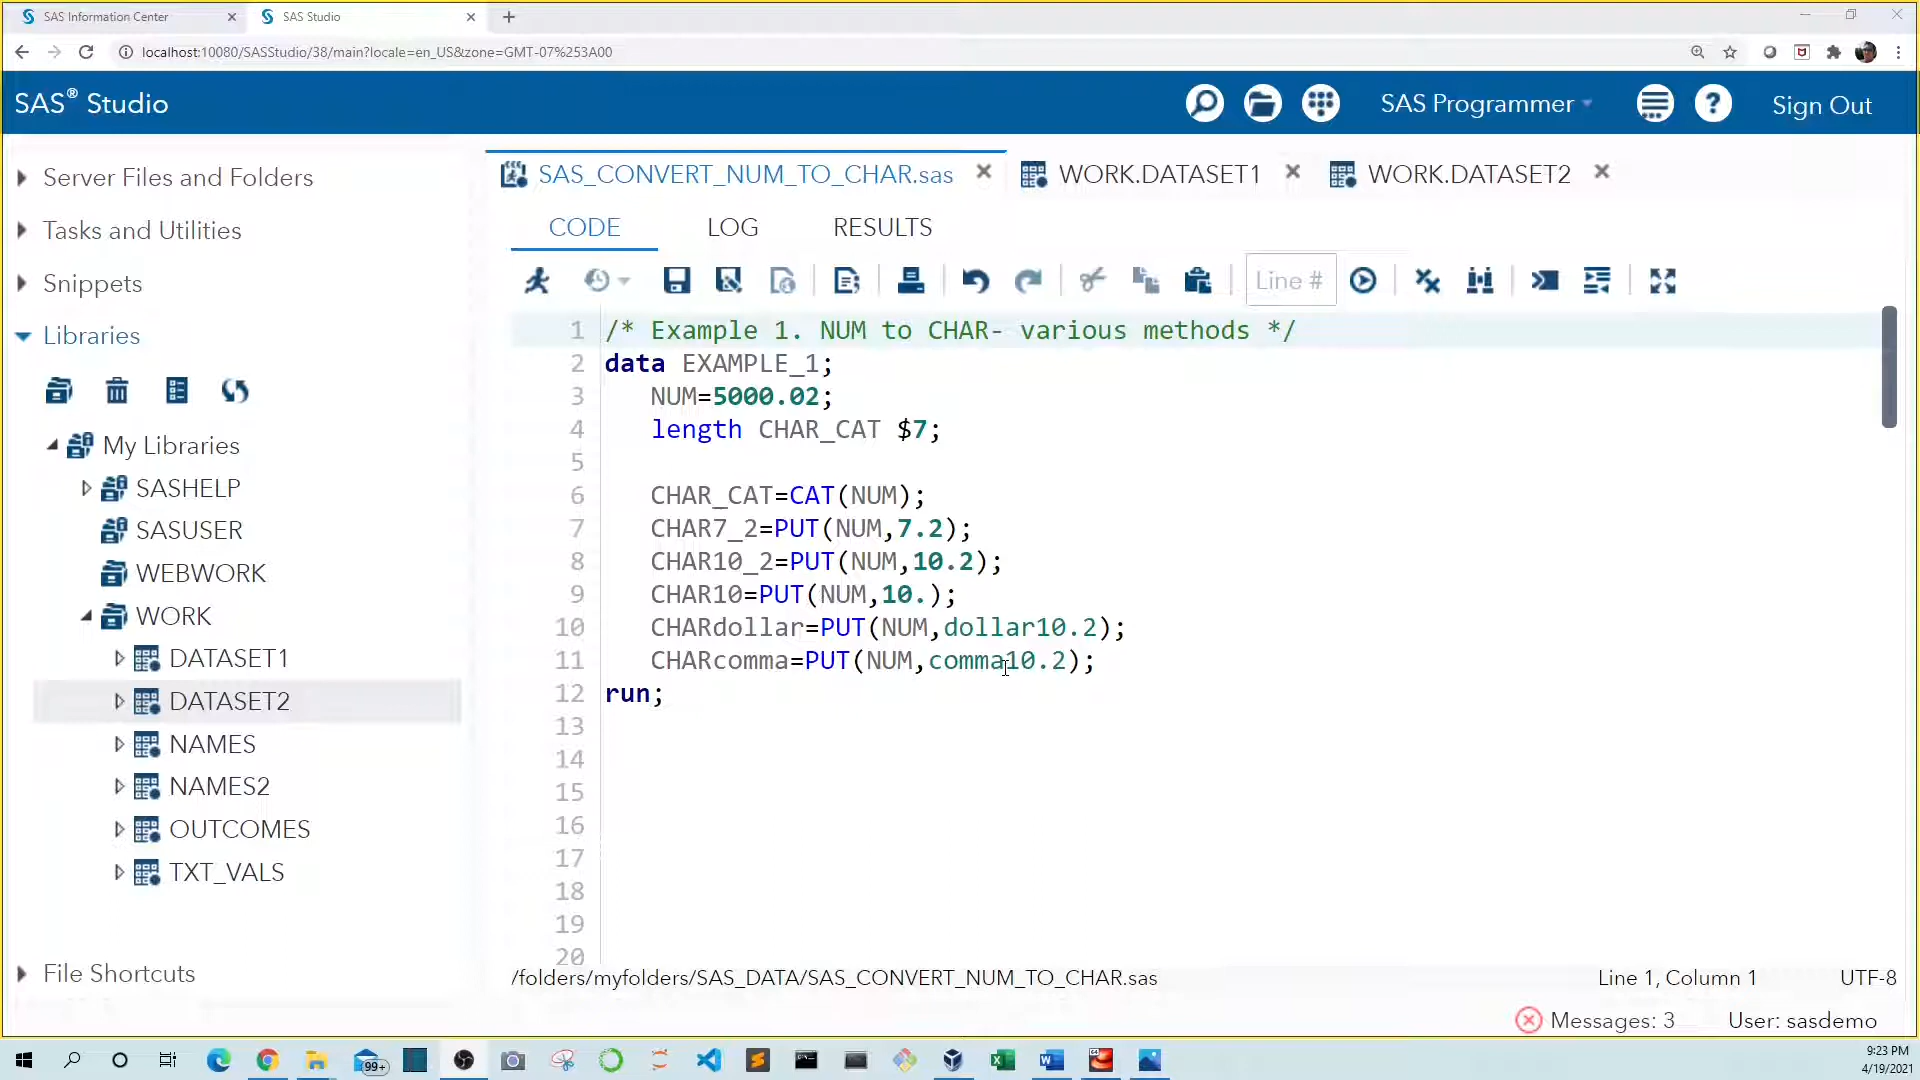 SAS Information Center
SAS Studio
localhost:10080/SASStudio/38/main?locale=en_US&zone=GMT-07%253A00
SAS® Studio
SAS Programmer
Sign Out
Server Files and Folders
Tasks and Utilities
Snippets
Libraries
My Libraries
SASHELP
SASUSER
WEBWORK
WORK
DATASET1
DATASET2
NAMES
NAMES2
OUTCOMES
TXT_VALS
File Shortcuts
SAS_CONVERT_NUM_TO_CHAR.sas
WORK.DATASET1
WORK.DATASET2
CODE LOG RESULTS
Line #
1 /* Example 1. NUM to CHAR- various methods */
2 data EXAMPLE_1;
3 NUM=5000.02;
4 length CHAR_CAT $7;
5
6 CHAR_CAT=CAT(NUM);
7 CHAR7_2=PUT(NUM,7.2);
8 CHAR10_2=PUT(NUM,10.2);
9 CHAR10=PUT(NUM,10.);
10 CHARdollar=PUT(NUM,dollar10.2);
11 CHARcomma=PUT(NUM,comma10.2);
12 run;
13
14
15
16
17
18
19
20
/folders/myfolders/SAS_DATA/SAS_CONVERT_NUM_TO_CHAR.sas
Line 1, Column 1
UTF-8
Messages: 3
User: sasdemo
99+
9:23 PM
4/19/2021